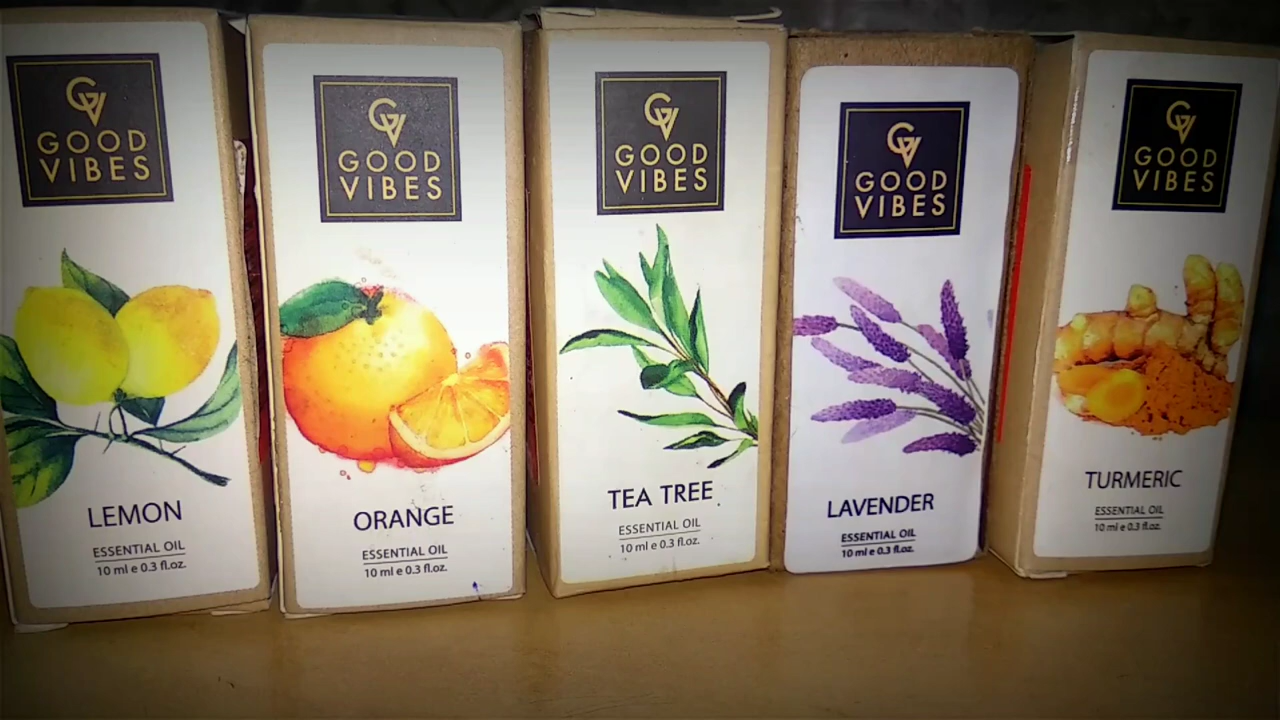 GV
GOOD
VIBES
LEMON
ESSENTIAL OIL
10 ml e 0.3 fl.oz.
GV
GOOD
VIBES
ORANGE
ESSENTIAL OIL
10 ml e 0.3 fl.oz.
GV
GOOD
VIBES
TEA TREE
ESSENTIAL OIL
10 ml e 0.3 fl.oz.
GV
GOOD
VIBES
LAVENDER
ESSENTIAL OIL
10 ml e 0.3 fl.oz.
GV
GOOD
VIBES
TURMERIC
ESSENTIAL OIL
10 ml e 0.3 fl.oz.